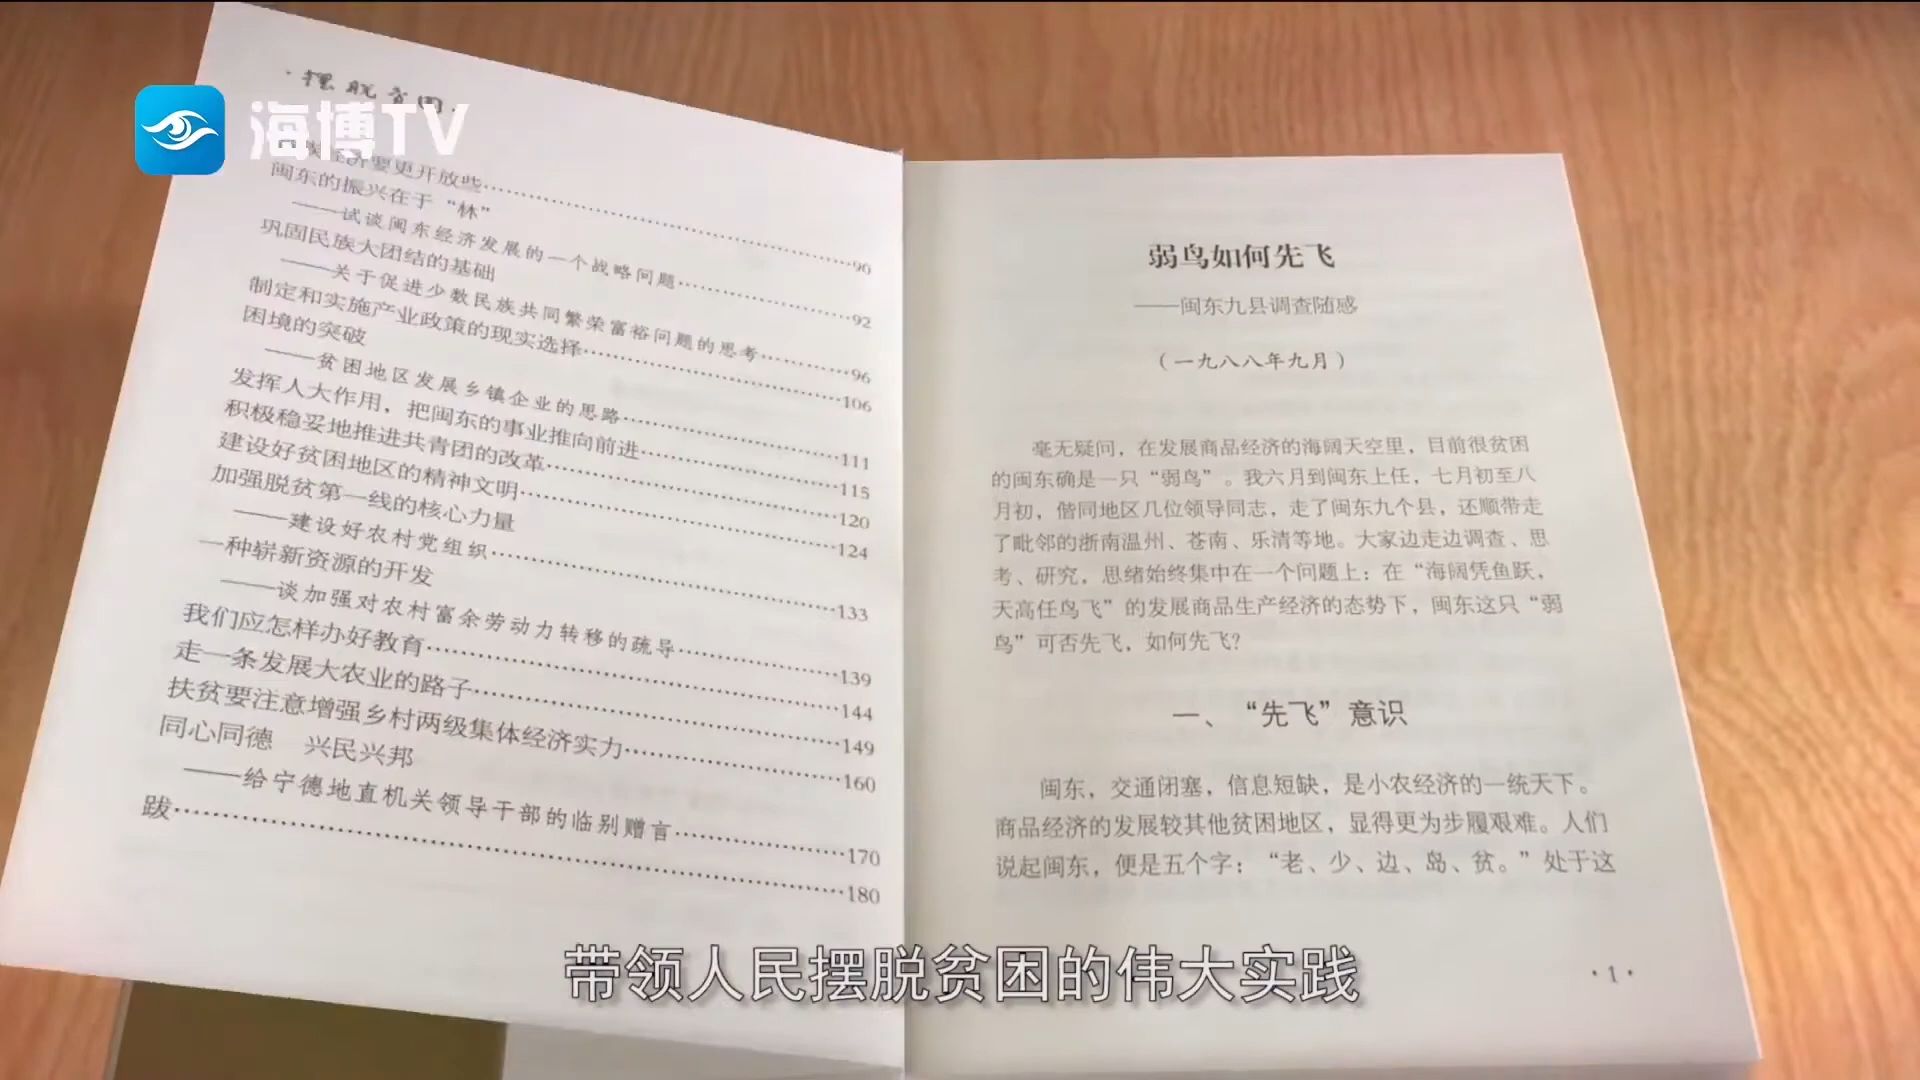 海博TV
·摆脱贫困·
经济要更开放些……90
闽东的振兴在于“林”
——试谈闽东经济发展的一个战略问题……92
巩固民族大团结的基础
——关于促进少数民族共同繁荣富裕问题的思考……96
制定和实施产业政策的现实选择……106
困境的突破
——贫困地区发展乡镇企业的思路……111
发挥人大作用，把闽东的事业推向前进……115
积极稳妥地推进共青团的改革……120
建设好贫困地区的精神文明……124
加强脱贫第一线的核心力量
——建设好农村党组织……133
一种崭新资源的开发
——谈加强对农村富余劳动力转移的疏导……139
我们应怎样办好教育……144
走一条发展大农业的路子……149
扶贫要注意增强乡村两级集体经济实力……160
同心同德 兴民兴邦
——给宁德地直机关领导干部的临别赠言……170
跋……180
弱鸟如何先飞
——闽东九县调查随感
（一九八八年九月）
毫无疑问，在发展商品经济的海阔天空里，目前很贫困
的闽东确是一只“弱鸟”。我六月到闽东上任，七月初至八
月初，偕同地区几位领导同志，走了闽东九个县，还顺带走
了毗邻的浙南温州、苍南、乐清等地。大家边走边调查、思
考、研究，思绪始终集中在一个问题上：在“海阔凭鱼跃，
天高任鸟飞”的发展商品生产经济的态势下，闽东这只“弱
鸟”可否先飞，如何先飞？
一、“先飞”意识
闽东，交通闭塞，信息短缺，是小农经济的一统天下。
商品经济的发展较其他贫困地区，显得更为步履艰难。人们
说起闽东，便是五个字：“老、少、边、岛、贫。”处于这
·1·
带领人民摆脱贫困的伟大实践